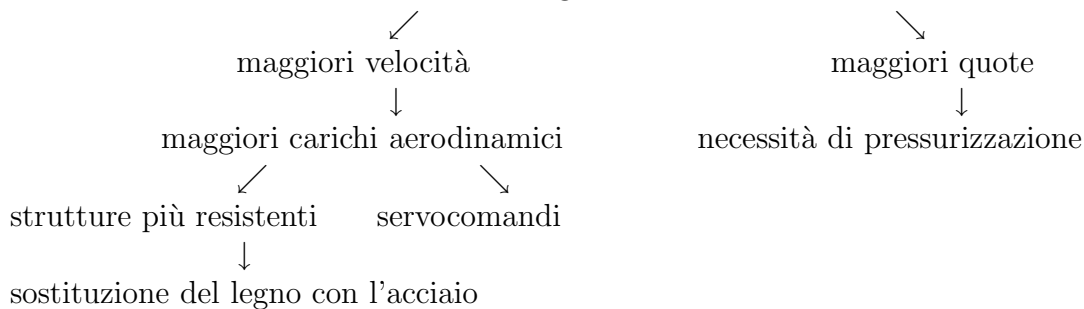 maggiori velocità maggiori quote
maggiori carichi aerodinamici necessità di pressurizzazione
strutture più resistenti servocomandi
sostituzione del legno con l'acciaio